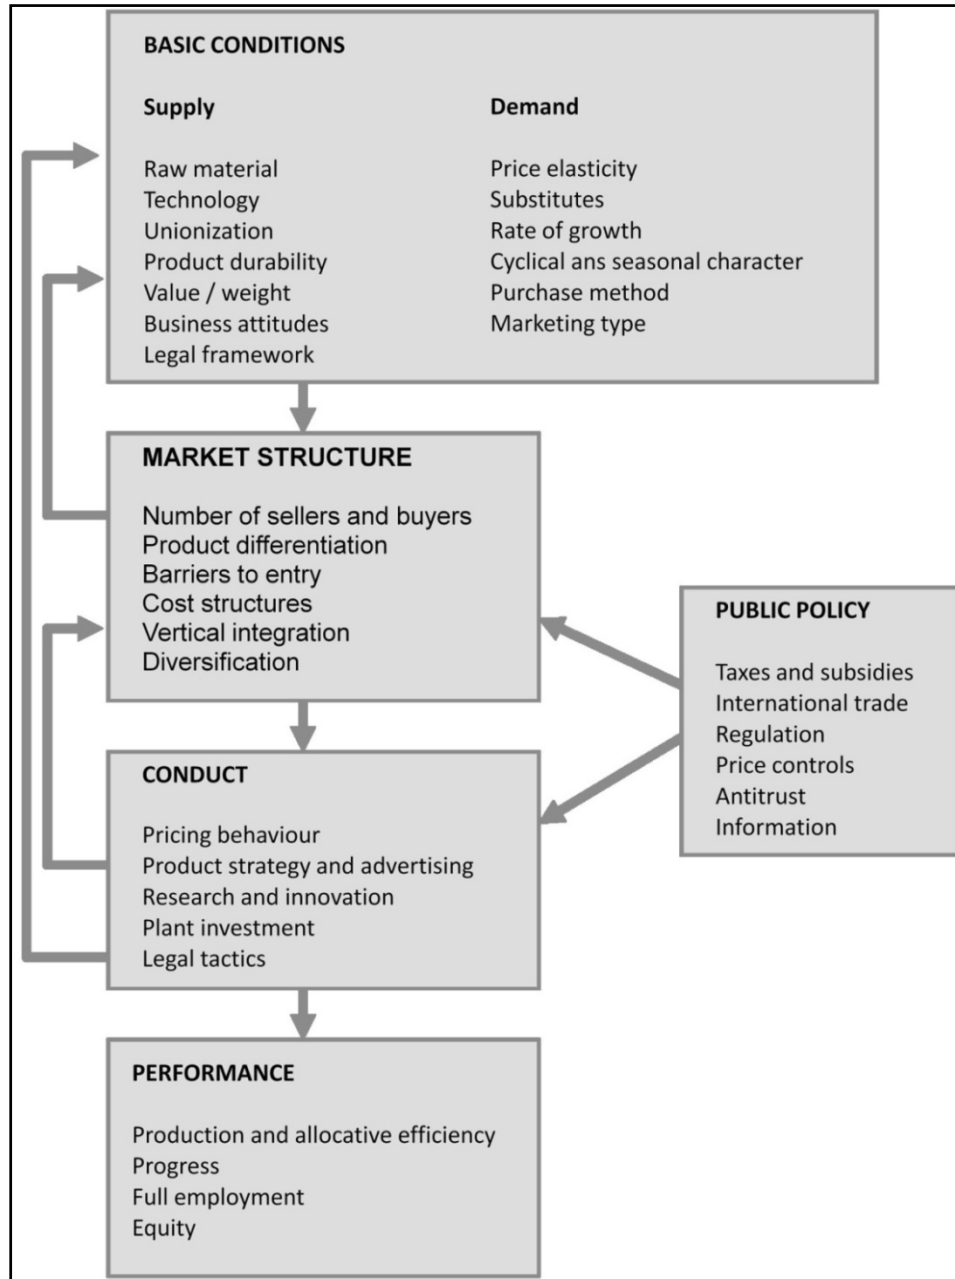 BASIC CONDITIONS
Supply
Raw material
Technology
Unionization
Product durability
Value / weight
Business attitudes
Legal framework
Demand
Price elasticity
Substitutes
Rate of growth
Cyclical ans seasonal character
Purchase method
Marketing type
MARKET STRUCTURE
Number of sellers and buyers
Product differentiation
Barriers to entry
Cost structures
Vertical integration
Diversification
PUBLIC POLICY
Taxes and subsidies
International trade
Regulation
Price controls
Antitrust
Information
CONDUCT
Pricing behaviour
Product strategy and advertising
Research and innovation
Plant investment
Legal tactics
PERFORMANCE
Production and allocative efficiency
Progress
Full employment
Equity